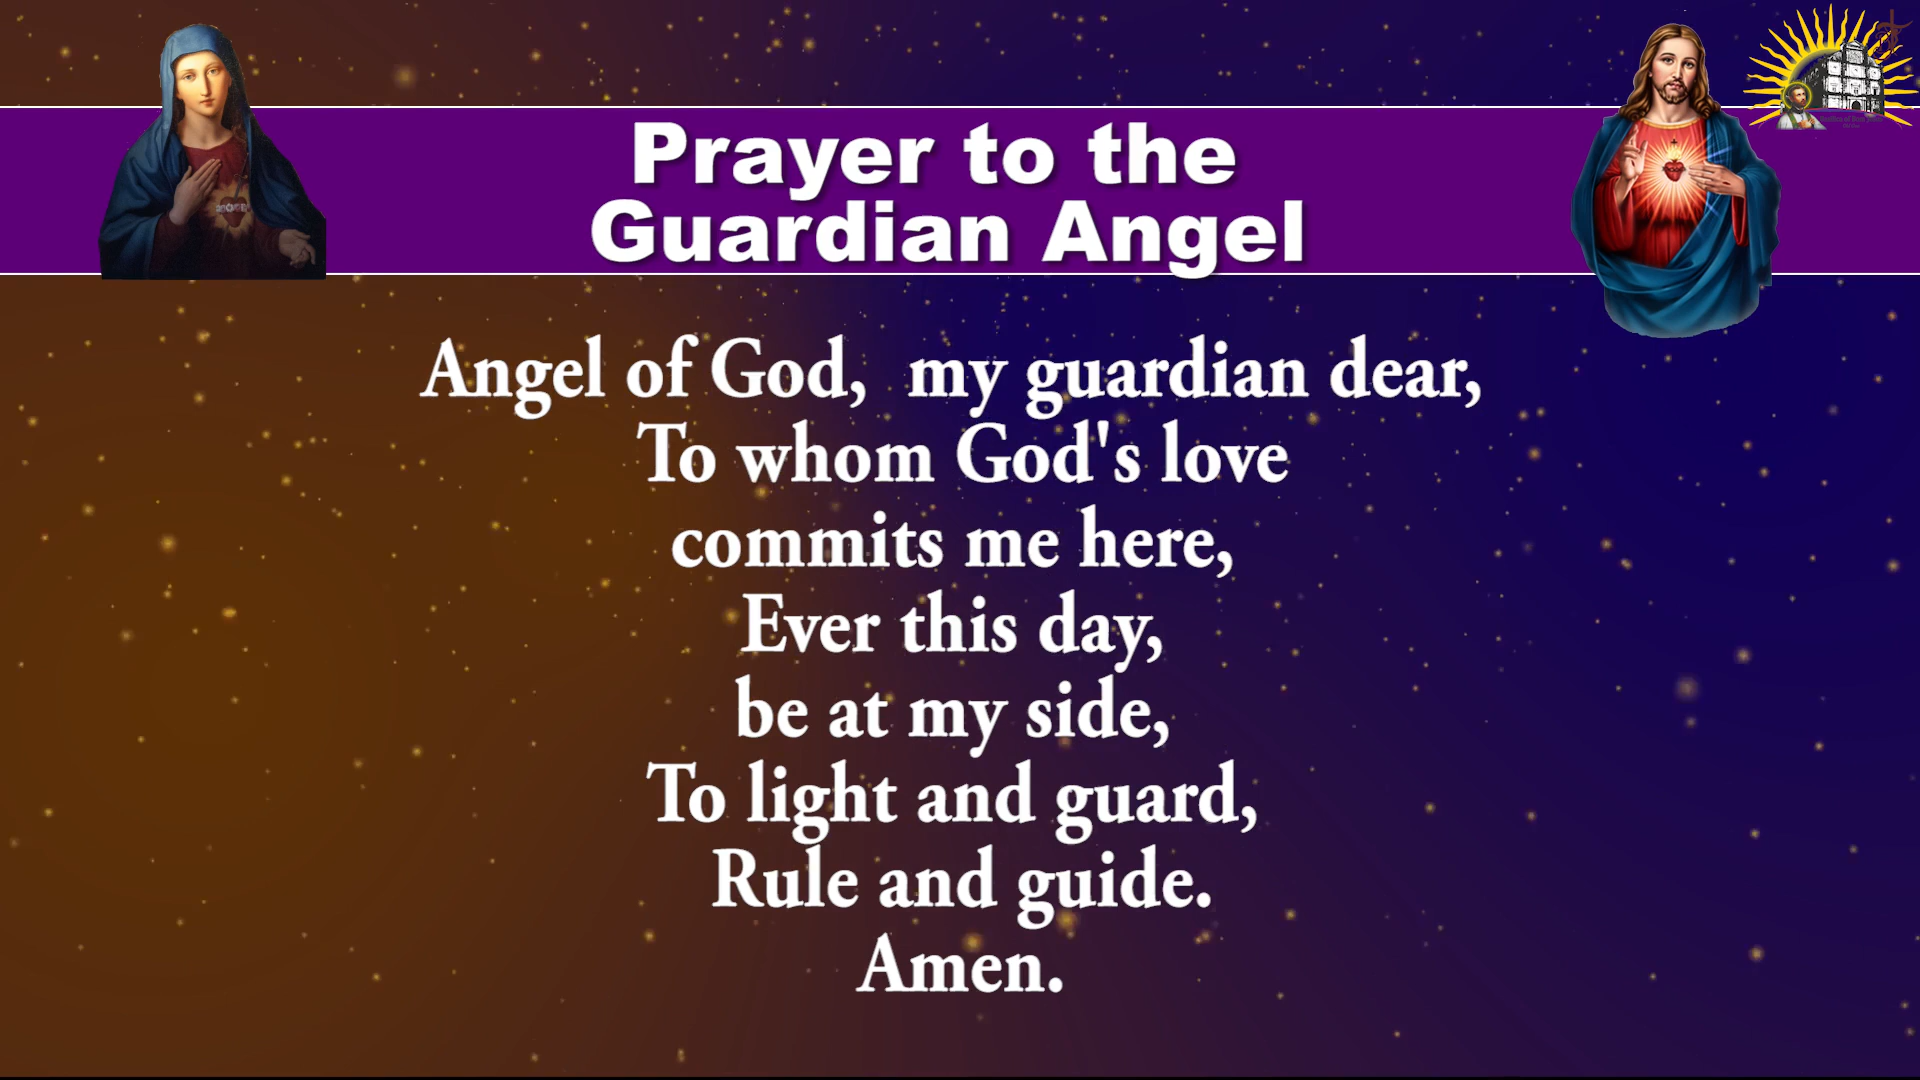 Prayer to the
Guardian Angel
Angel of God,  my guardian dear,
To whom God's love
commits me here,
Ever this day,
be at my side,
To light and guard,
Rule and guide.
Amen.